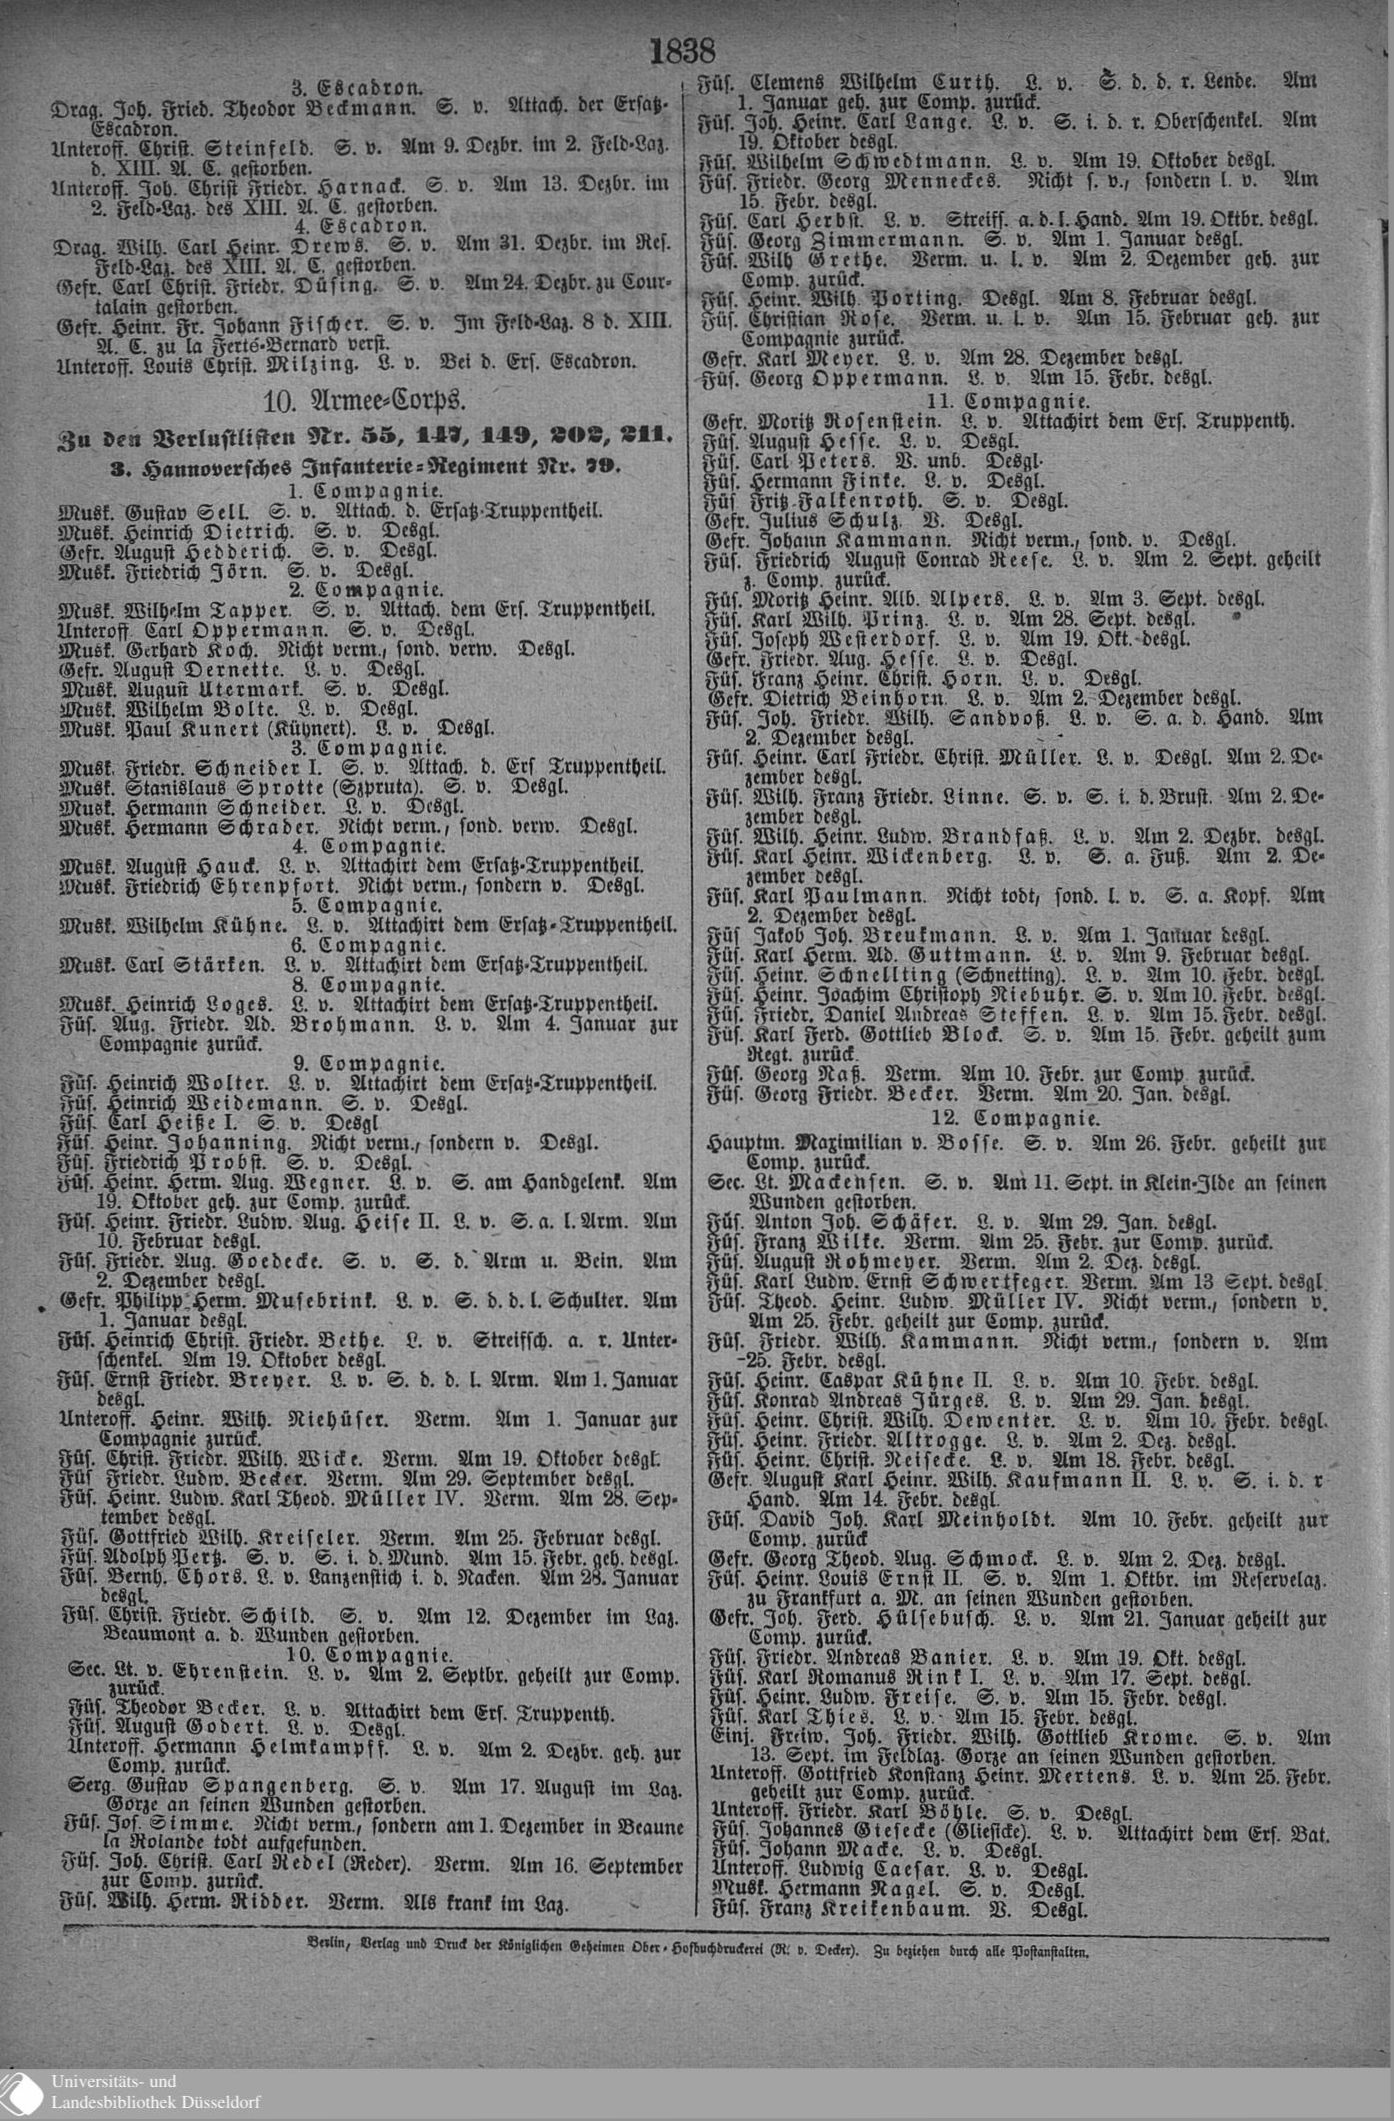 1838
3. Escadron.
Drag. Joh. Fried. Theodor Beckmann. S. v. Attach. der Ersatz-
Escadron.
Unteroff. Christ. Steinfeld. S. v. Am 9. Dezbr. im 2. Feld-Laz.
d. XIII. A. C. gestorben.
Unteroff. Joh. Christ Friedr. Harnack. S. v. Am 13. Dezbr. im
2. Feld-Laz. des XIII. A. C. gestorben.
4. Escadron.
Drag. Wilh. Carl Heinr. Drews. S. v. Am 31. Dezbr. im Res.
Feld-Laz. des XIII. A. C. gestorben.
Gefr. Carl Christ. Friedr. Düsing. S. v. Am 24. Dezbr. zu Cour-
talain gestorben.
Gefr. Heinr. Fr. Johann Fischer. S. v. Im Feld-Laz. 8 d. XIII.
A. C. zu la Ferté-Bernard verst.
Unteroff. Louis Christ. Milzing. L. v. Bei d. Ers. Escadron.
10. Armee-Corps.
Zu den Verlustlisten Nr. 55, 147, 149, 202, 211.
3. Hannoversches Infanterie-Regiment Nr. 79.
1. Compagnie.
Musk. Gustav Sell. S. v. Attach. d. Ersatz-Truppentheil.
Musk. Heinrich Dietrich. S. v. Desgl.
Gefr. August Hedderich. S. v. Desgl.
Musk. Friedrich Jörn. S. v. Desgl.
2. Compagnie.
Musk. Wilhelm Tapper. S. v. Attach. dem Ers. Truppentheil.
Unteroff. Carl Oppermann. S. v. Desgl.
Musk. Gerhard Koch. Nicht verm., sond. verw. Desgl.
Gefr. August Dernette. L. v. Desgl.
Musk. August Utermark. S. v. Desgl.
Musk. Wilhelm Bolte. L. v. Desgl.
Musk. Paul Kunert (Kühnert). L. v. Desgl.
3. Compagnie.
Musk. Friedr. Schneider I. S. v. Attach. d. Ers Truppentheil.
Musk. Stanislaus Sprotte (Szpruta). S. v. Desgl.
Musk. Hermann Schneider. L. v. Desgl.
Musk. Hermann Schrader. Nicht verm., sond. verw. Desgl.
4. Compagnie.
Musk. August Hauck. L. v. Attachirt dem Ersatz-Truppentheil.
Musk. Friedrich Ehrenpfort. Nicht verm., sondern v. Desgl.
5. Compagnie.
Musk. Wilhelm Kühne. L. v. Attachirt dem Ersatz-Truppentheil.
6. Compagnie.
Musk. Carl Stärken. L. v. Attachirt dem Ersatz-Truppentheil.
8. Compagnie.
Musk. Heinrich Loges. L. v. Attachirt dem Ersatz-Truppentheil.
Füs. Aug. Friedr. Ad. Brohmann. L. v. Am 4. Januar zur
Compagnie zurück.
9. Compagnie.
Füs. Heinrich Wolter. L. v. Attachirt dem Ersatz-Truppentheil.
Füs. Heinrich Weidemann. S. v. Desgl.
Füs. Carl Heiße I. S. v. Desgl
Füs. Heinr. Johanning. Nicht verm., sondern v. Desgl.
Füs. Friedrich Probst. S. v. Desgl.
Füs. Heinr. Herm. Aug. Wegner. L. v. S. am Handgelenk. Am
19. Oktober geh. zur Comp. zurück.
Füs. Heinr. Friedr. Ludw. Aug. Heise II. L. v. S. a. l. Arm. Am
10. Februar desgl.
Füs. Friedr. Aug. Goedecke. S. v. S. d. Arm u. Bein. Am
2. Dezember desgl.
Gefr. Philipp Herm. Musebrink. L. v. S. d. d. l. Schulter. Am
1. Januar desgl.
Füs. Heinrich Christ. Friedr. Bethe. L. v. Streifsch. a. r. Unter-
schenkel. Am 19. Oktober desgl.
Füs. Ernst Friedr. Breyer. L. v. S. d. d. l. Arm. Am 1. Januar
desgl.
Unteroff. Heinr. Wilh. Niehüser. Verm. Am 1. Januar zur
Compagnie zurück.
Füs. Christ. Friedr. Wilh. Wicke. Verm. Am 19. Oktober desgl.
Füs Friedr. Ludw. Becker. Verm. Am 29. September desgl.
Füs. Heinr. Ludw. Karl Theod. Müller IV. Verm. Am 28. Sep-
tember desgl.
Füs. Gottfried Wilh. Kreiseler. Verm. Am 25. Februar desgl.
Füs. Adolph Pertz. S. v. S. i. d. Mund. Am 15. Febr. geh. desgl.
Füs. Bernh. Chors. L. v. Lanzenstich i. d. Nacken. Am 28. Januar
desgl.
Füs. Christ. Friedr. Schild. S. v. Am 12. Dezember im Laz.
Beaumont a. d. Wunden gestorben.
10. Compagnie.
Sec. Lt. v. Ehrenstein. L. v. Am 2. Septbr. geheilt zur Comp.
zurück.
Füs. Theodor Becker. L. v. Attachirt dem Ers. Truppenth.
Füs. August Godert. L. v. Desgl.
Unteroff. Hermann Helmkampff. L. v. Am 2. Dezbr. geh. zur
Comp. zurück.
Serg Gustav Spangenberg. S. v. Am 17. August im Laz.
Gorze an seinen Wunden gestorben.
Füs. Jos. Simme. Nicht verm., sondern am 1. Dezember in Beaune
la Rolande todt aufgefunden.
Füs. Joh. Christ. Carl Redel (Reder). Verm. Am 16. September
zur Comp. zurück.
Füs. Wilh. Herm. Ridder. Verm. Als krank im Laz.
Füs. Clemens Wilhelm Curth. L. v. S. d. d. r. Lende. Am
1. Januar geh. zur Comp. zurück.
Füs. Joh. Heinr. Carl Lange. L. v. S. i. d. r. Oberschenkel. Am
19. Oktober desgl.
Füs. Wilhelm Schwedtmann. L. v. Am 19. Oktober desgl.
Füs. Friedr. Georg Menneckes. Nicht s. v., sondern l. v. Am
15. Febr. desgl.
Füs. Carl Herbst. L. v. Streifs. a. d. l. Hand. Am 19. Oktbr. desgl.
Füs. Georg Zimmermann. S. v. Am 1. Januar desgl.
Füs. Wilh Grethe. Verm. u. l. v. Am 2. Dezember geh. zur
Comp. zurück.
Füs. Heinr. Wilh. Porting. Desgl. Am 8. Februar desgl.
Füs. Christian Rose. Verm. u. l. v. Am 15. Februar geh. zur
Compagnie zurück.
Gefr. Karl Meyer. L. v. Am 28. Dezember desgl.
Füs. Georg Oppermann. L. v. Am 15. Febr. desgl.
11. Compagnie.
Gefr. Moritz Rosenstein. L. v. Attachirt dem Ers. Truppenth.
Füs. August Hesse. L. v. Desgl.
Füs. Carl Peters. V. unb. Desgl.
Füs. Hermann Finke. L. v. Desgl.
Füs Fritz Falkenroth. S. v. Desgl.
Gefr. Julius Schulz. V. Desgl.
Gefr. Johann Kammann. Nicht verm., sond. v. Desgl.
Füs. Friedrich August Conrad Reese. L. v. Am 2. Sept. geheilt
z. Comp. zurück.
Füs. Moritz Heinr. Alb. Alpers. L. v. Am 3. Sept. desgl.
Füs. Karl Wilh. Prinz. L. v. Am 28. Sept. desgl.
Füs. Joseph Westerdorf. L. v. Am 19. Okt. desgl.
Gefr. Friedr. Aug. Hesse. L. v. Desgl.
Füs. Franz Heinr. Christ. Horn. L. v. Desgl.
Gefr. Dietrich Beinhorn. L. v. Am 2. Dezember desgl.
Füs. Joh. Friedr. Wilh. Sandvoß. L. v. S. a. d. Hand. Am
2. Dezember desgl.
Füs. Heinr. Carl Friedr. Christ. Müller. L. v. Desgl. Am 2. De-
zember desgl.
Füs. Wilh. Franz Friedr. Linne. S. v. S. i. d. Brust. Am 2. De-
zember desgl.
Füs. Wilh. Heinr. Ludw. Brandfaß. L. v. Am 2. Dezbr. desgl.
Füs. Karl Heinr. Wickenberg. L. v. S. a. Fuß. Am 2. De-
zember desgl.
Füs. Karl Paulmann. Nicht todt, sond. l. v. S. a. Kopf. Am
2. Dezember desgl.
Füs Jakob Joh. Breukmann. L. v. Am 1. Januar desgl.
Füs. Karl Herm. Ad. Guttmann. L. v. Am 9. Februar desgl.
Füs. Heinr. Schnellting (Schnetting). L. v. Am 10. Febr. desgl.
Füs. Heinr. Joachim Christoph Niebuhr. S. v. Am 10. Febr. desgl.
Füs. Friedr. Daniel Andreas Steffen. L. v. Am 15. Febr. desgl.
Füs. Karl Ferd. Gottlieb Block. S. v. Am 15. Febr. geheilt zum
Regt. zurück.
Füs. Georg Naß. Verm. Am 10. Febr. zur Comp. zurück.
Füs. Georg Friedr. Becker. Verm. Am 20. Jan. desgl.
12. Compagnie.
Hauptm. Maximilian v. Bosse. S. v. Am 26. Febr. geheilt zur
Comp. zurück.
Sec. Lt. Mackensen. S. v. Am 11. Sept. in Klein-Ilde an seinen
Wunden gestorben.
Füs. Anton Joh. Schäfer. L. v. Am 29. Jan. desgl.
Füs. Franz Wilke. Verm. Am 25. Febr. zur Comp. zurück.
Füs. August Rohmeyer. Verm. Am 2. Dez. desgl.
Füs. Karl Ludw. Ernst Schwertfeger. Verm. Am 13 Sept. desgl.
Füs. Theod. Heinr. Ludw. Müller IV. Nicht verm., sondern v.
Am 25. Febr. geheilt zur Comp. zurück.
Füs. Friedr. Wilh. Kammann. Nicht verm., sondern v. Am
25. Febr. desgl.
Füs. Heinr. Caspar Kühne II. L. v. Am 10. Febr. desgl.
Füs. Konrad Andreas Jürges. L. v. Am 29. Jan. desgl.
Füs. Heinr. Christ. Wilh. Dewenter. L. v. Am 10. Febr. desgl.
Füs. Heinr. Friedr. Altrogge. L. v. Am 2. Dez. desgl.
Füs. Heinr. Christ. Neisecke. L. v. Am 18. Febr. desgl.
Gefr. August Karl Heinr. Wilh. Kaufmann II. L. v. S. i. d. r
Hand. Am 14. Febr. desgl.
Füs. David Joh. Karl Meinholdt. Am 10. Febr. geheilt zur
Comp. zurück
Gefr. Georg Theod. Aug. Schmock. L. v. Am 2. Dez. desgl.
Füs. Heinr. Louis Ernst II. S. v. Am 1. Oktbr. im Reservelaz.
zu Frankfurt a. M. an seinen Wunden gestorben.
Gefr. Joh. Ferd. Hülsebusch. L. v. Am 21. Januar geheilt zur
Comp. zurück.
Füs. Friedr. Andreas Banier. L. v. Am 19. Okt. desgl.
Füs. Karl Romanus Rink I. L. v. Am 17. Sept. desgl.
Füs. Heinr. Ludw. Freise. S. v. Am 15. Febr. desgl.
Füs. Karl Thies. L. v. Am 15. Febr. desgl.
Einj. Freiw. Joh. Friedr. Wilh. Gottlieb Krome. S. v. Am
13. Sept. im Feldlaz. Gorze an seinen Wunden gestorben.
Unteroff. Gottfried Konstanz Heinr. Mertens. L. v. Am 25. Febr.
geheilt zur Comp. zurück.
Unteroff. Friedr. Karl Böhle. S. v. Desgl.
Füs. Johannes Giesecke (Gliesicke). L. v. Attachirt dem Ers. Bat.
Füs. Johann Macke. L. v. Desgl.
Unteroff. Ludwig Caesar. L. v. Desgl.
Musk. Hermann Nagel. S. v. Desgl.
Füs. Franz Kreikenbaum. V. Desgl.
Berlin, Verlag und Druck der Königlichen Geheimen Ober-Hofbuchdruckerei (R. v. Decker). Zu beziehen durch alle Postanstalten.
Universitäts- und
Landesbibliothek Düsseldorf